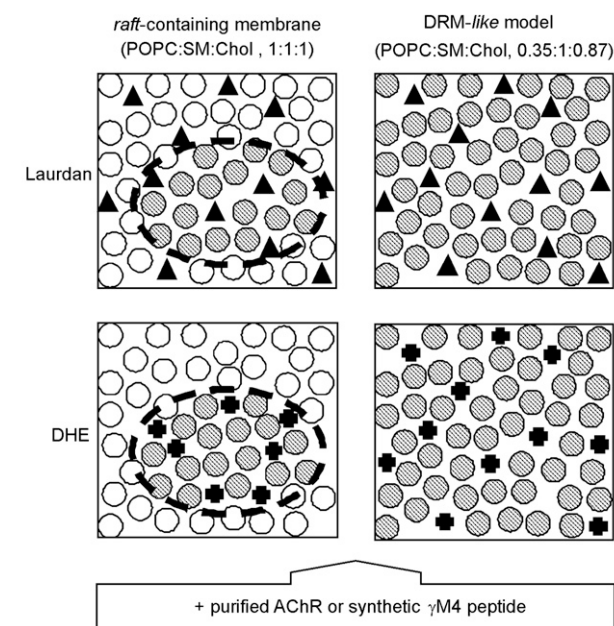 raft-containing membrane
(POPC:SM:Chol , 1:1:1)
DRM-like model
(POPC:SM:Chol, 0.35:1:0.87)
Laurdan
DHE
+ purified AChR or synthetic γM4 peptide